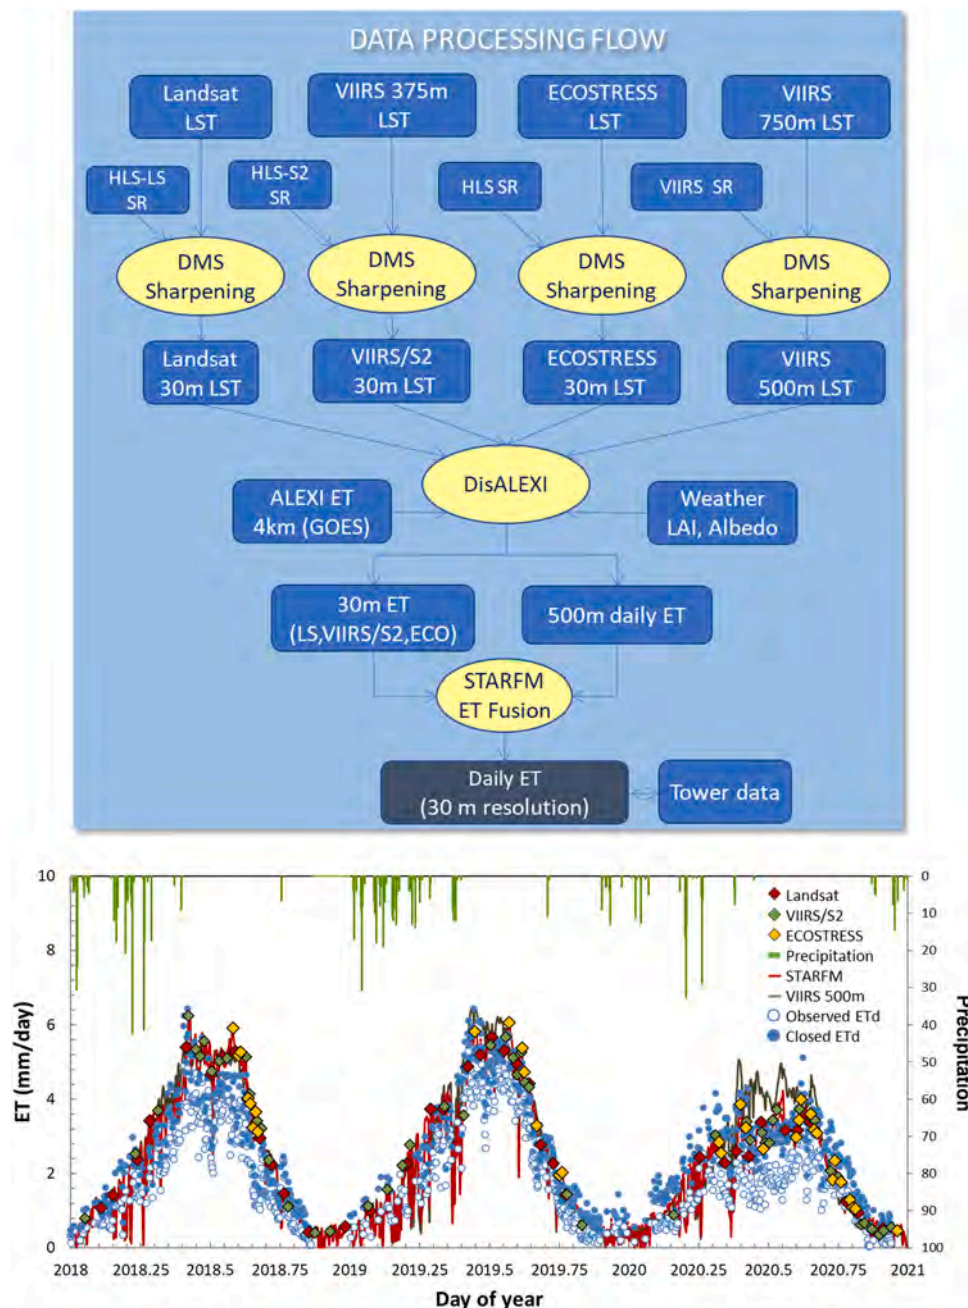 DATA PROCESSING FLOW
Landsat
LST
VIIRS 375m
LST
ECOSTRESS
LST
VIIRS
750m LST
HLS-LS
SR
HLS-S2
SR
HLS SR
VIIRS SR
DMS
Sharpening
DMS
Sharpening
DMS
Sharpening
DMS
Sharpening
Landsat
30m LST
VIIRS/S2
30m LST
ECOSTRESS
30m LST
VIIRS
500m LST
DisALEXI
ALEXI ET
4km (GOES)
Weather
LAI, Albedo
30m ET
(LS,VIIRS/S2,ECO)
500m daily ET
STARFM
ET Fusion
Daily ET
(30 m resolution)
Tower data
10
8
6
4
2
0
ET (mm/day)
0
10
20
30
40
50
60
70
80
90
100
Precipitation
Landsat
VIIRS/S2
ECOSTRESS
Precipitation
STARFM
VIIRS 500m
Observed ETd
Closed ETd
2018 2018.25 2018.5 2018.75 2019 2019.25 2019.5 2019.75 2020 2020.25 2020.5 2020.75 2021
Day of year